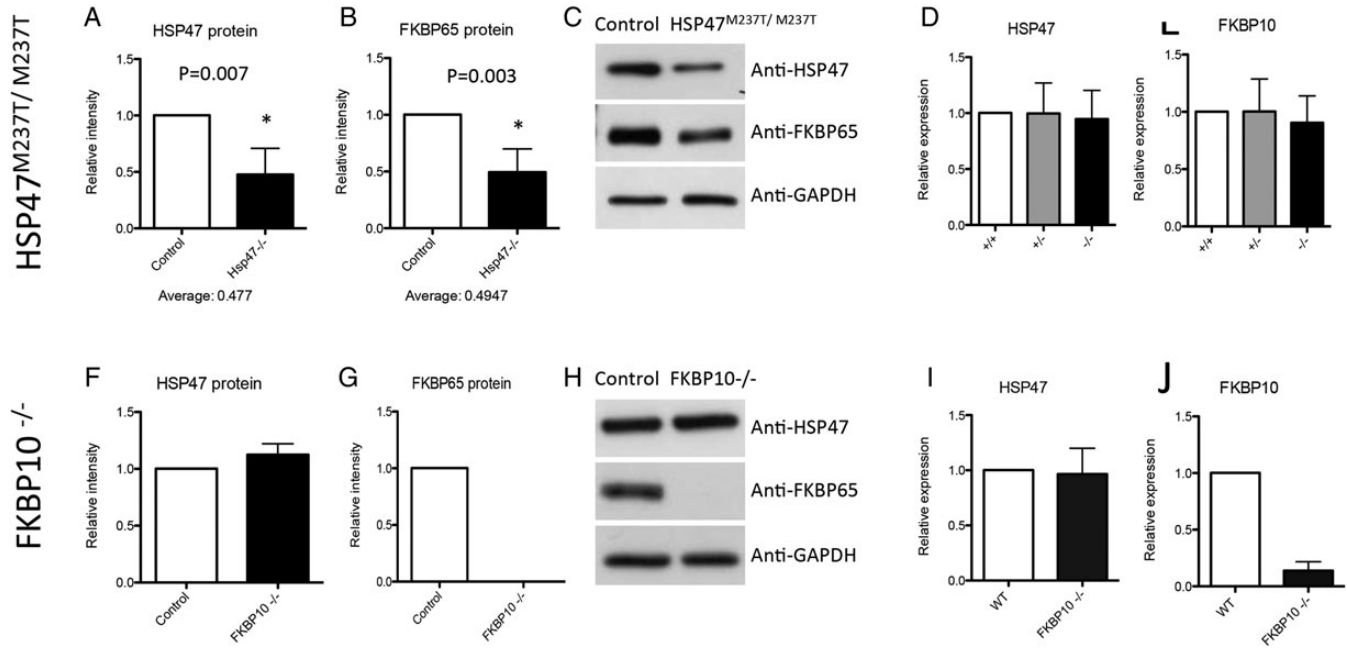 HSP47M237T/ M237T
A
HSP47 protein
P=0.007
*
Relative intensity
1.5
1.0
0.5
0.0
Control
Hsp47-/-
Average: 0.477
B
FKBP65 protein
P=0.003
*
Relative intensity
1.5
1.0
0.5
0.0
Control
Hsp47-/-
Average: 0.4947
C
Control HSP47M237T/ M237T
Anti-HSP47
Anti-FKBP65
Anti-GAPDH
D
HSP47
Relative expression
1.5
1.0
0.5
0.0
+/+
+/-
-/-
FKBP10
Relative expression
1.5
1.0
0.5
0.0
+/+
+/-
-/-
FKBP10 -/-
F
HSP47 protein
Relative intensity
1.5
1.0
0.5
0.0
Control
FKBP10 -/-
G
FKBP65 protein
Relative intensity
1.5
1.0
0.5
0.0
Control
FKBP10 -/-
H
Control FKBP10-/-
Anti-HSP47
Anti-FKBP65
Anti-GAPDH
I
HSP47
Relative expression
1.5
1.0
0.5
0.0
WT
FKBP10 -/-
J
FKBP10
Relative expression
1.5
1.0
0.5
0.0
WT
FKBP10 -/-